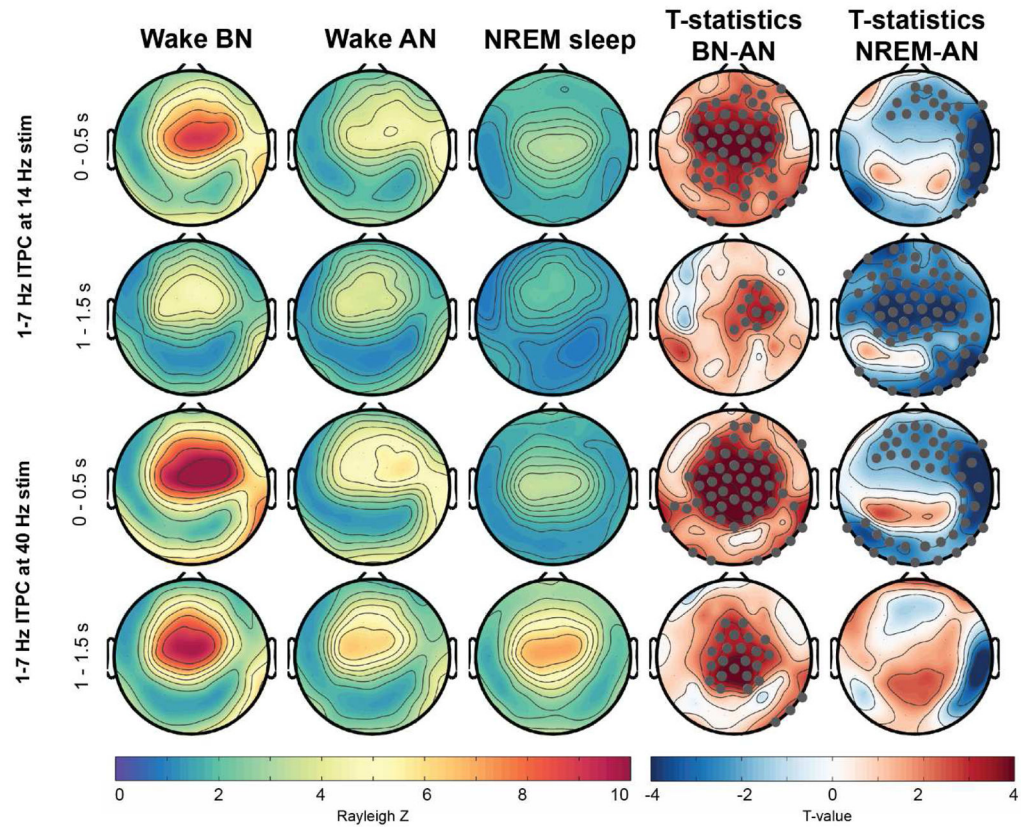 Wake BN
Wake AN
NREM sleep
T-statistics
BN-AN
T-statistics
NREM-AN
1-7 Hz ITPC at 14 Hz stim
0 - 0.5 s
1 - 1.5 s
1-7 Hz ITPC at 40 Hz stim
0 - 0.5 s
1 - 1.5 s
0 2 4 6 8 10
Rayleigh Z
-4 -2 0 2 4
T-value